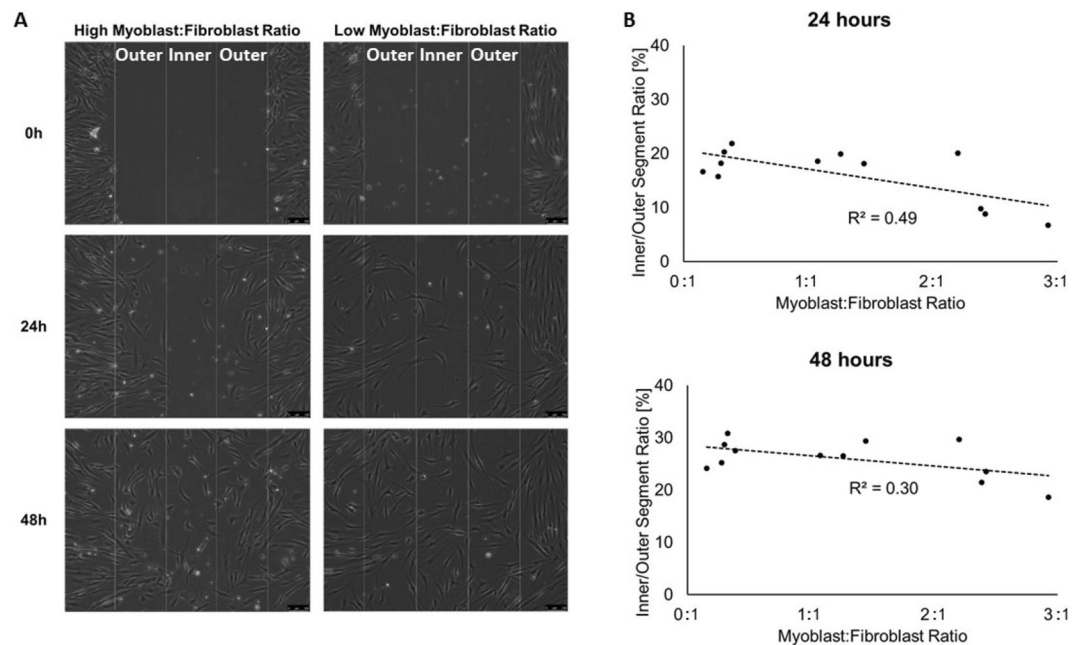 A
High Myoblast:Fibroblast Ratio
Low Myoblast:Fibroblast Ratio
Outer Inner Outer
Outer Inner Outer
0h
24h
48h
B
24 hours
Inner/Outer Segment Ratio [%]
40
30
20
10
0
R² = 0.49
0:1 1:1 2:1 3:1
Myoblast:Fibroblast Ratio
48 hours
Inner/Outer Segment Ratio [%]
40
30
20
10
0
R² = 0.30
0:1 1:1 2:1 3:1
Myoblast:Fibroblast Ratio